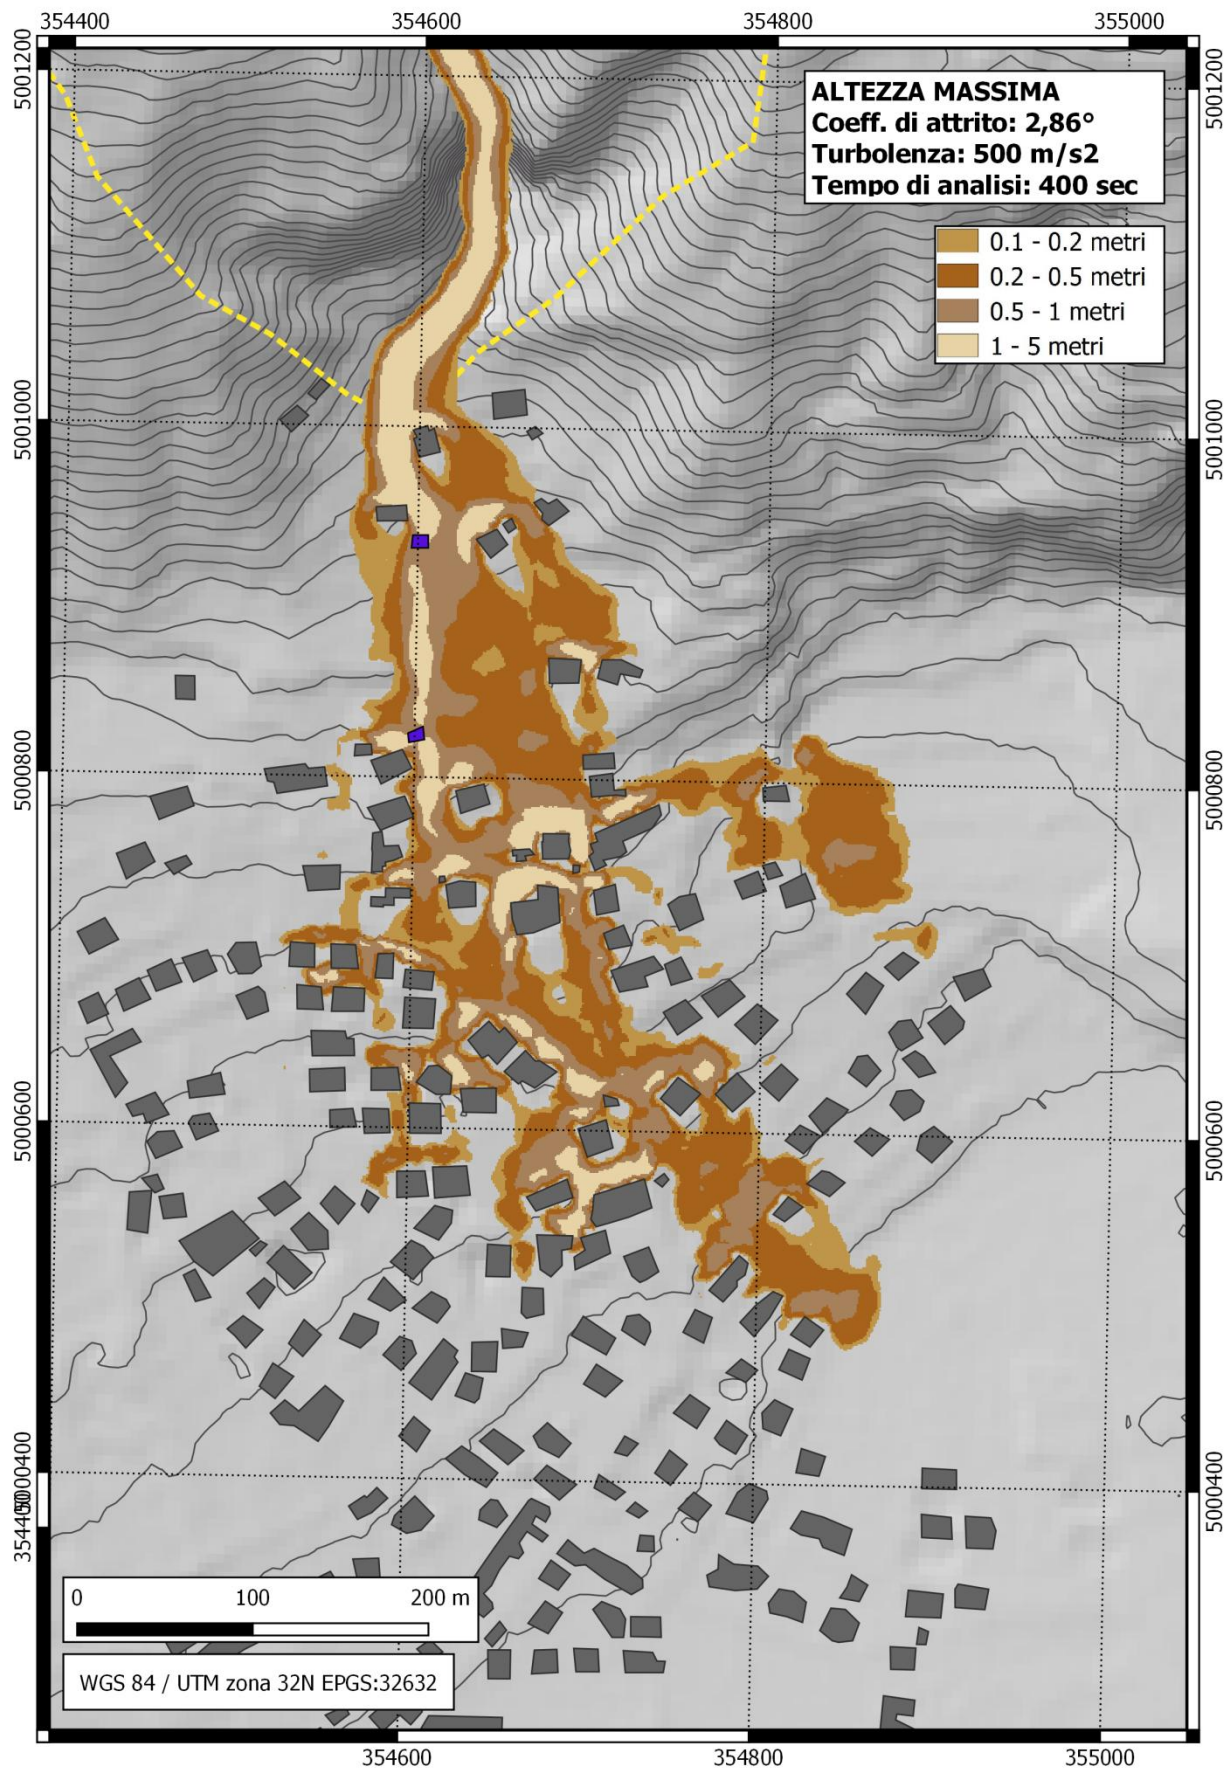 354400 354600 354800 355000
5001200
5001200
ALTEZZA MASSIMA
Coeff. di attrito: 2,86°
Turbolenza: 500 m/s2
Tempo di analisi: 400 sec
0.1 - 0.2 metri
0.2 - 0.5 metri
0.5 - 1 metri
1 - 5 metri
5001000
5001000
5000800
5000800
5000600
5000600
5000400
5000400
0 100 200 m
WGS 84 / UTM zona 32N EPGS:32632
354600 354800 355000